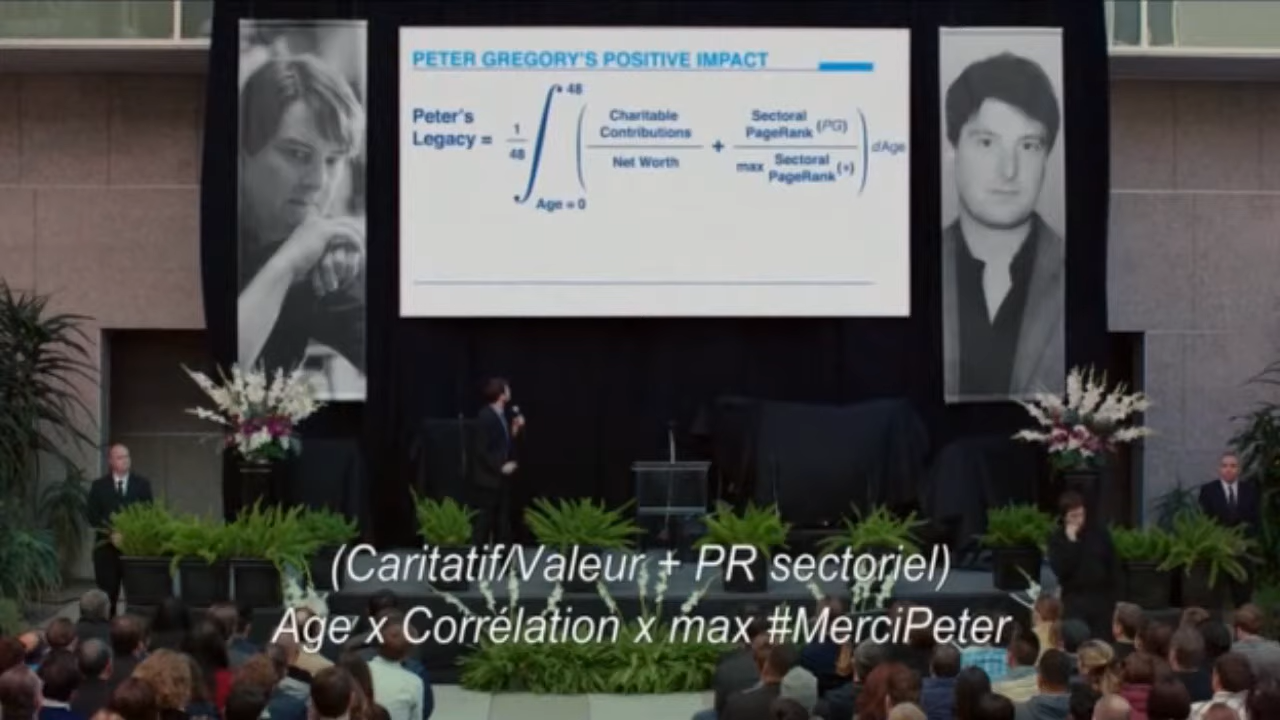 PETER GREGORY'S POSITIVE IMPACT
Peter's
Legacy =
1
48
48
Age = 0
Charitable
Contributions
Net Worth
+
Sectoral
PageRank (PG)
max Sectoral
PageRank (*)
dAge
(Caritatif/Valeur + PR sectoriel)
Age x Corrélation x max #MerciPeter